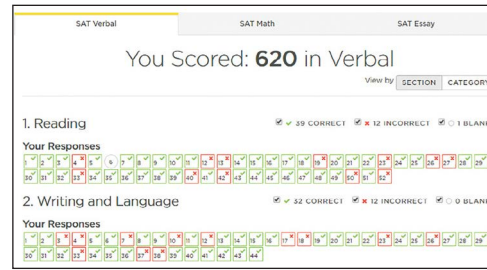 SAT Verbal SAT Math SAT Essay
You Scored: 620 in Verbal
View by SECTION CATEGOR
1. Reading 39 CORRECT 12 INCORRECT 1 BLANK
Your Responses
1 2 3 4 5 6 7 8 9 10 11 12 13 14 15 16 17 18 19 20 21 22 23 24 25 26 27 28 29
30 31 32 33 34 35 36 37 38 39 40 41 42 43 44 45 46 47 48 49 50 51 52
2. Writing and Language 32 CORRECT 12 INCORRECT 0 BLANK
Your Responses
1 2 3 4 5 6 7 8 9 10 11 12 13 14 15 16 17 18 19 20 21 22 23 24 25 26 27 28 29
30 31 32 33 34 35 36 37 38 39 40 41 42 43 44